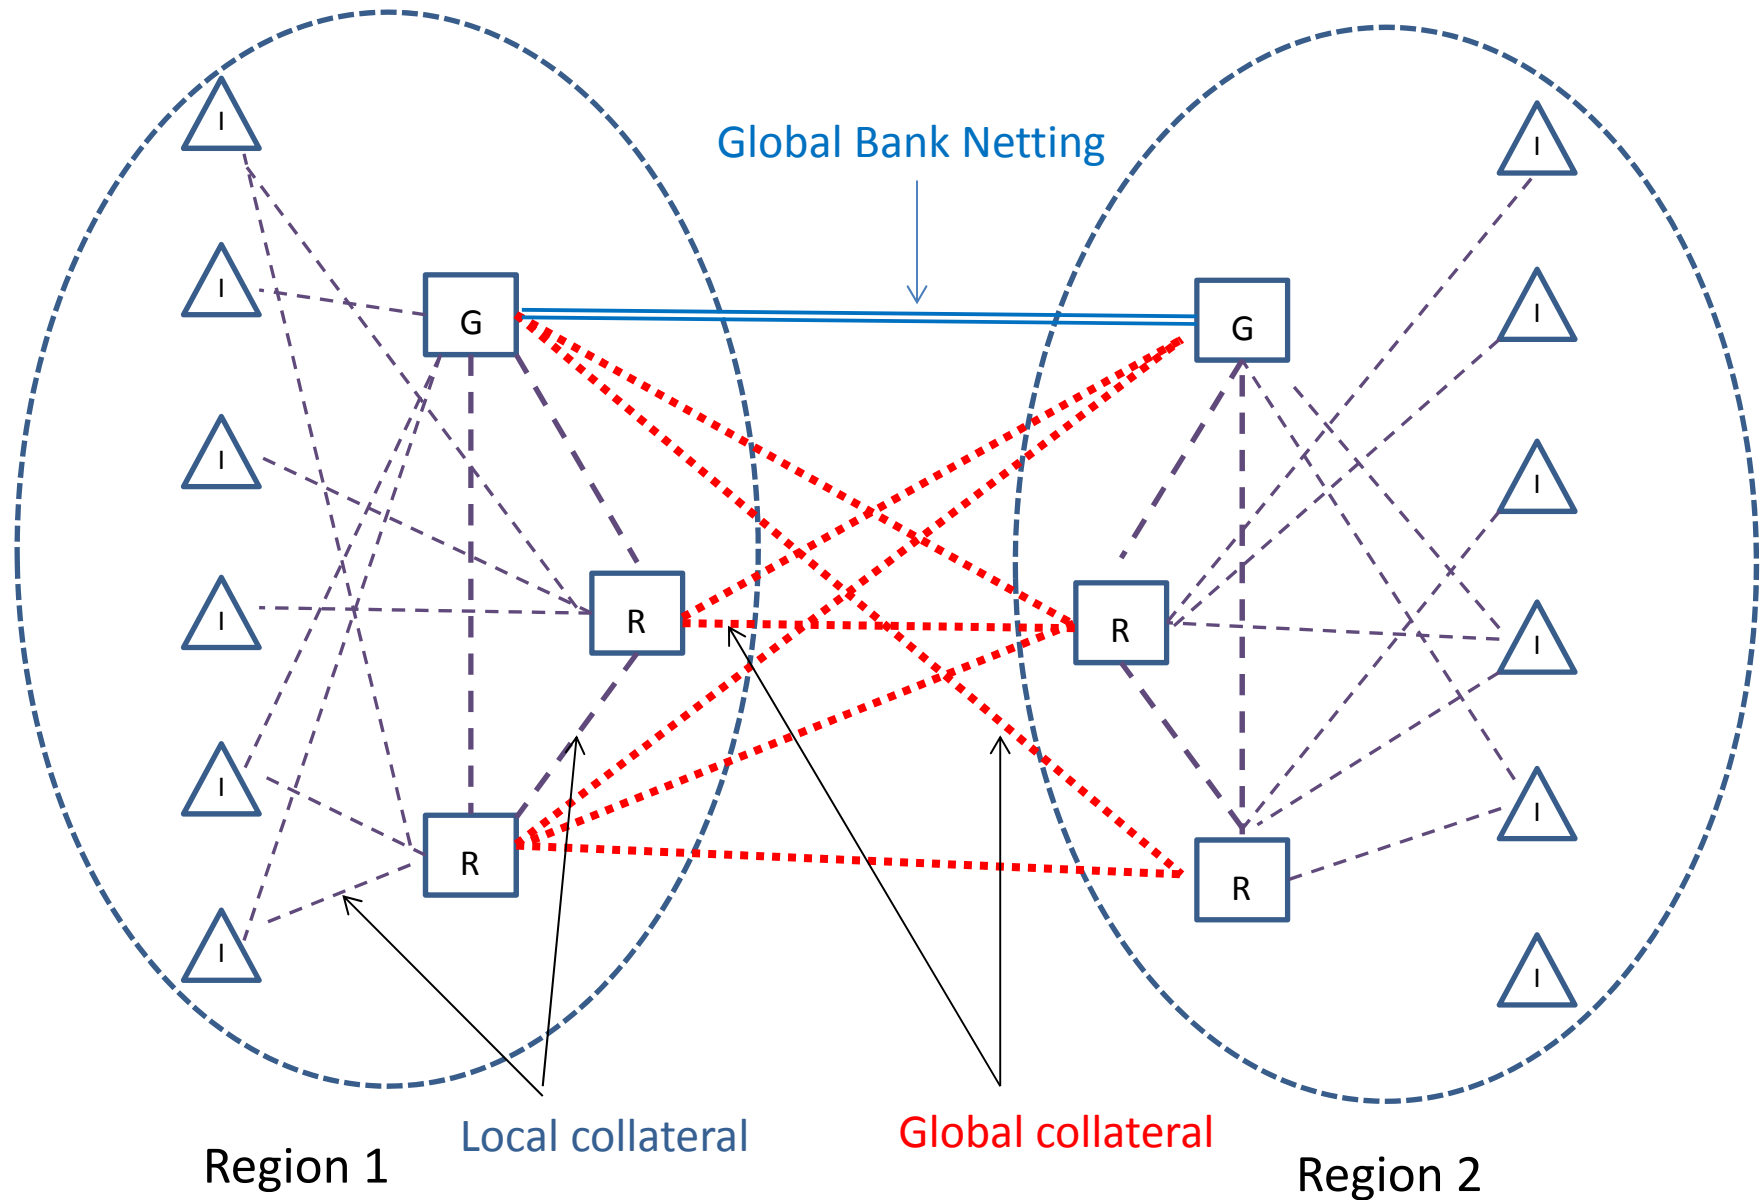 I
I
Global Bank Netting
I
I
G
G
I
I
I
I
R
R
I
I
R
R
I
I
Local collateral
Global collateral
Region 1
Region 2